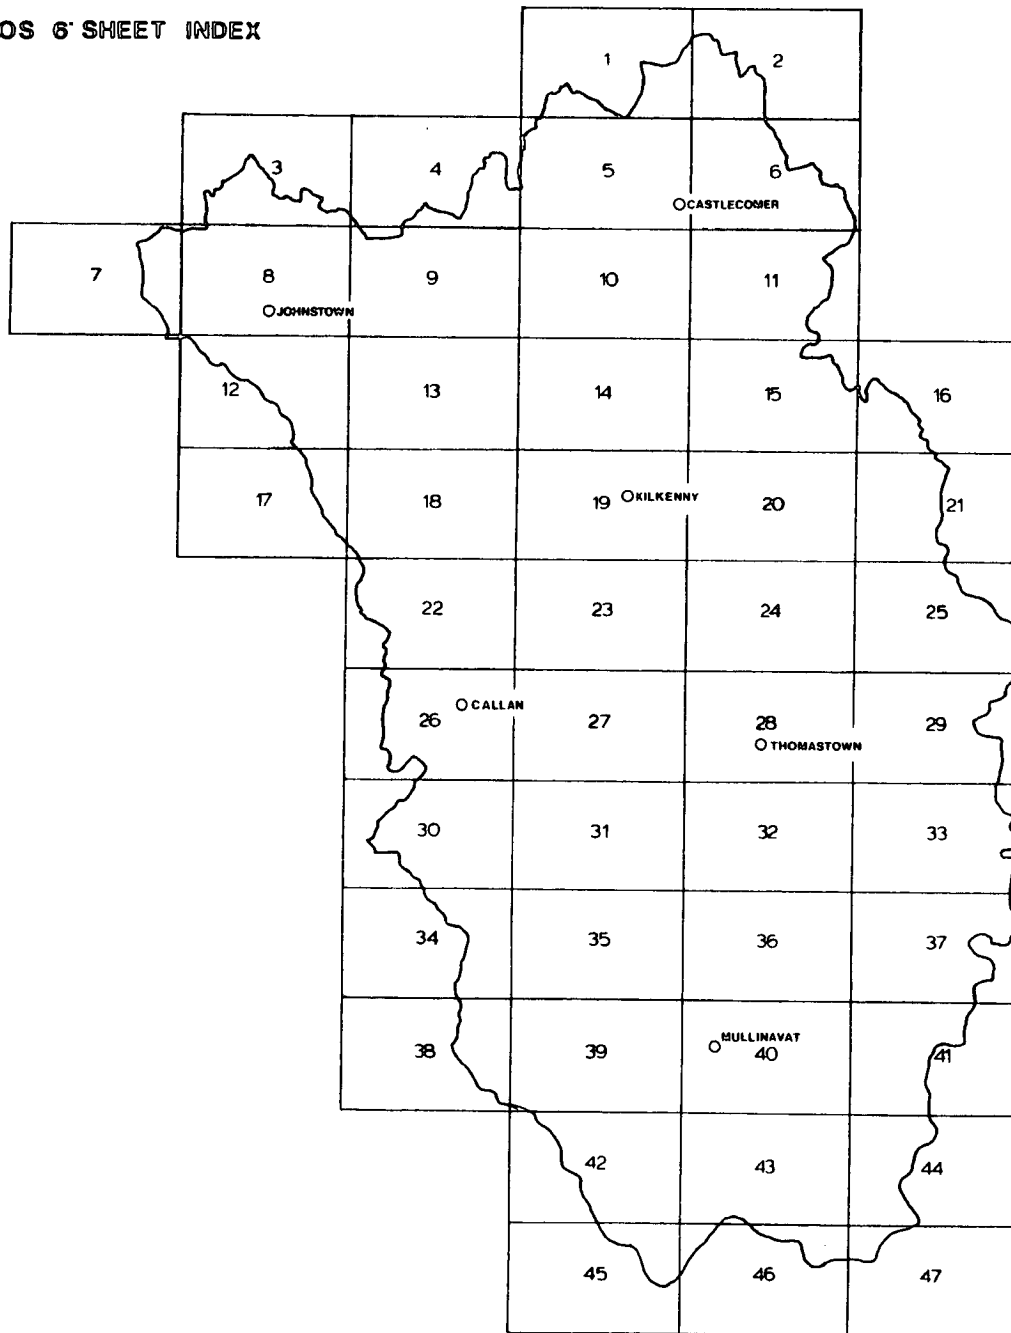 OS 6" SHEET INDEX
1 2
3 4 5 6
CASTLECOMER
7 8 9 10 11
JOHNSTOWN
12 13 14 15 16
17 18 19 KILKENNY 20 21
22 23 24 25
CALLAN
26 27 28 29
THOMASTOWN
30 31 32 33
34 35 36 37
MULLINAVAT
38 39 40 41
42 43 44
45 46 47